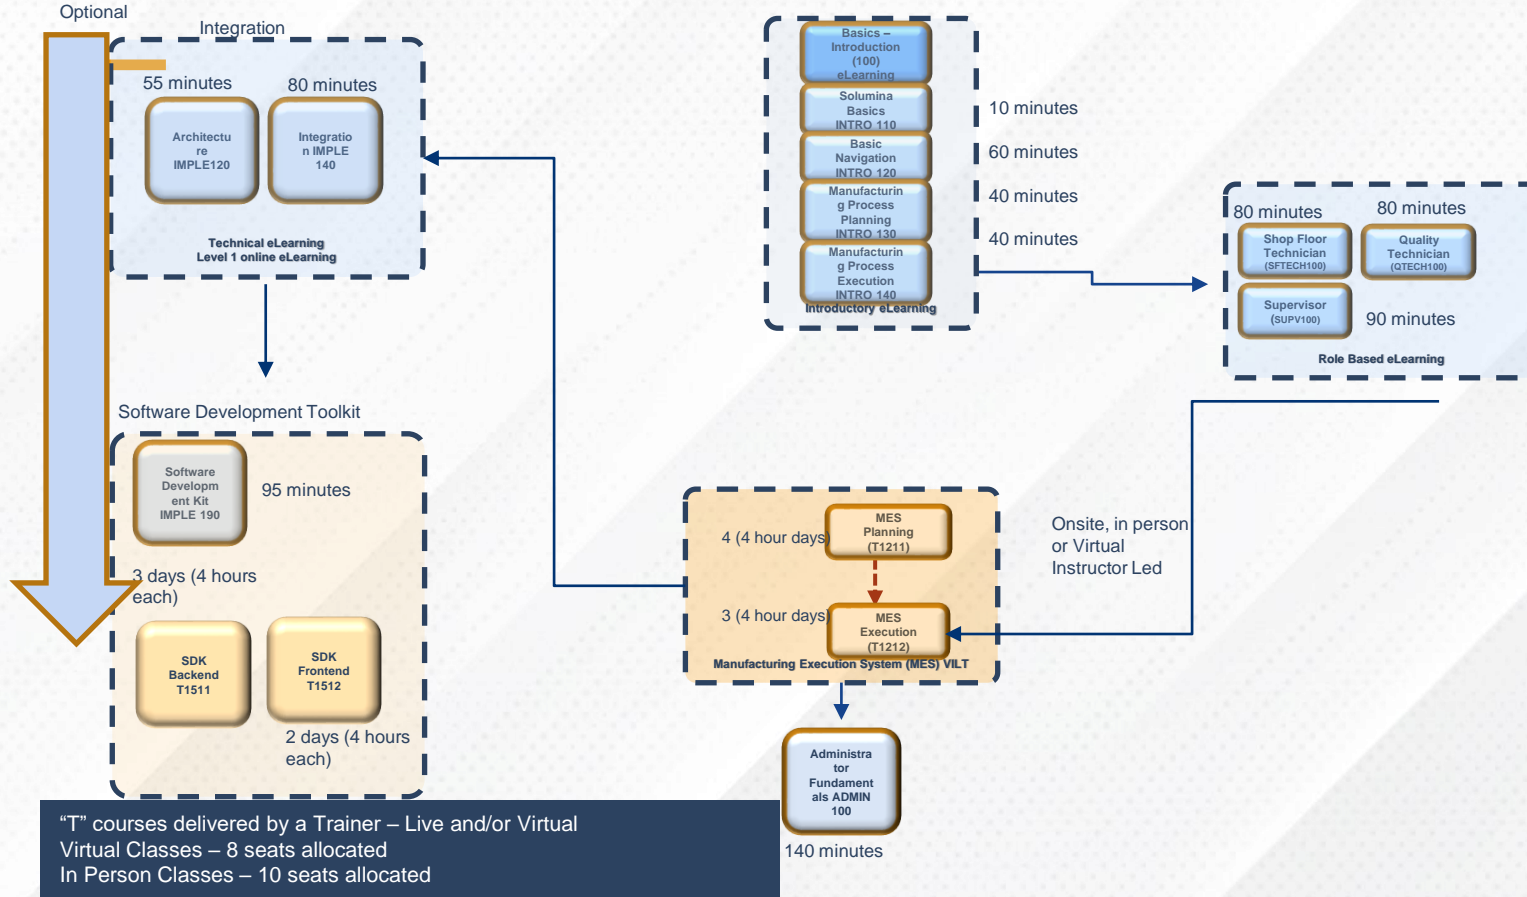 Optional
Integration
55 minutes
80 minutes
Architectu
re
IMPLE120
Integratio
n IMPLE
140
Technical eLearning
Level 1 online eLearning
Software Development Toolkit
Software
Developm
ent Kit
IMPLE 190
95 minutes
3 days (4 hours
each)
SDK
Backend
T1511
SDK
Frontend
T1512
2 days (4 hours
each)
Basics –
Introduction
(100)
eLearning
Solumina
Basics
INTRO 110
Basic
Navigation
INTRO 120
Manufacturin
g Process
Planning
INTRO 130
Manufacturin
g Process
Execution
INTRO 140
Introductory eLearning
10 minutes
60 minutes
40 minutes
40 minutes
80 minutes
80 minutes
Shop Floor
Technician
(SFTECH100)
Quality
Technician
(QTECH100)
Supervisor
(SUPV100)
90 minutes
Role Based eLearning
4 (4 hour days)
MES
Planning
(T1211)
3 (4 hour days)
MES
Execution
(T1212)
Manufacturing Execution System (MES) VILT
Onsite, in person
or Virtual
Instructor Led
Administra
tor
Fundament
als ADMIN
100
140 minutes
“T” courses delivered by a Trainer – Live and/or Virtual
Virtual Classes – 8 seats allocated
In Person Classes – 10 seats allocated